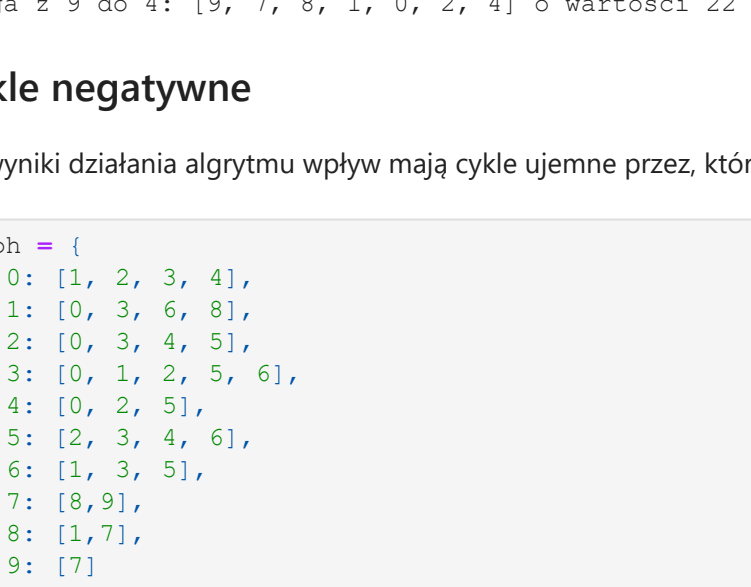 ga z 9 do 4: [9, 7, 8, 1, 0, 2, 4] o wartości 22
kle negatywne
wyniki działania algrytmu wpływ mają cykle ujemne przez, któr
ph = {
0: [1, 2, 3, 4],
1: [0, 3, 6, 8],
2: [0, 3, 4, 5],
3: [0, 1, 2, 5, 6],
4: [0, 2, 5],
5: [2, 3, 4, 6],
6: [1, 3, 5],
7: [8,9],
8: [1,7],
9: [7]